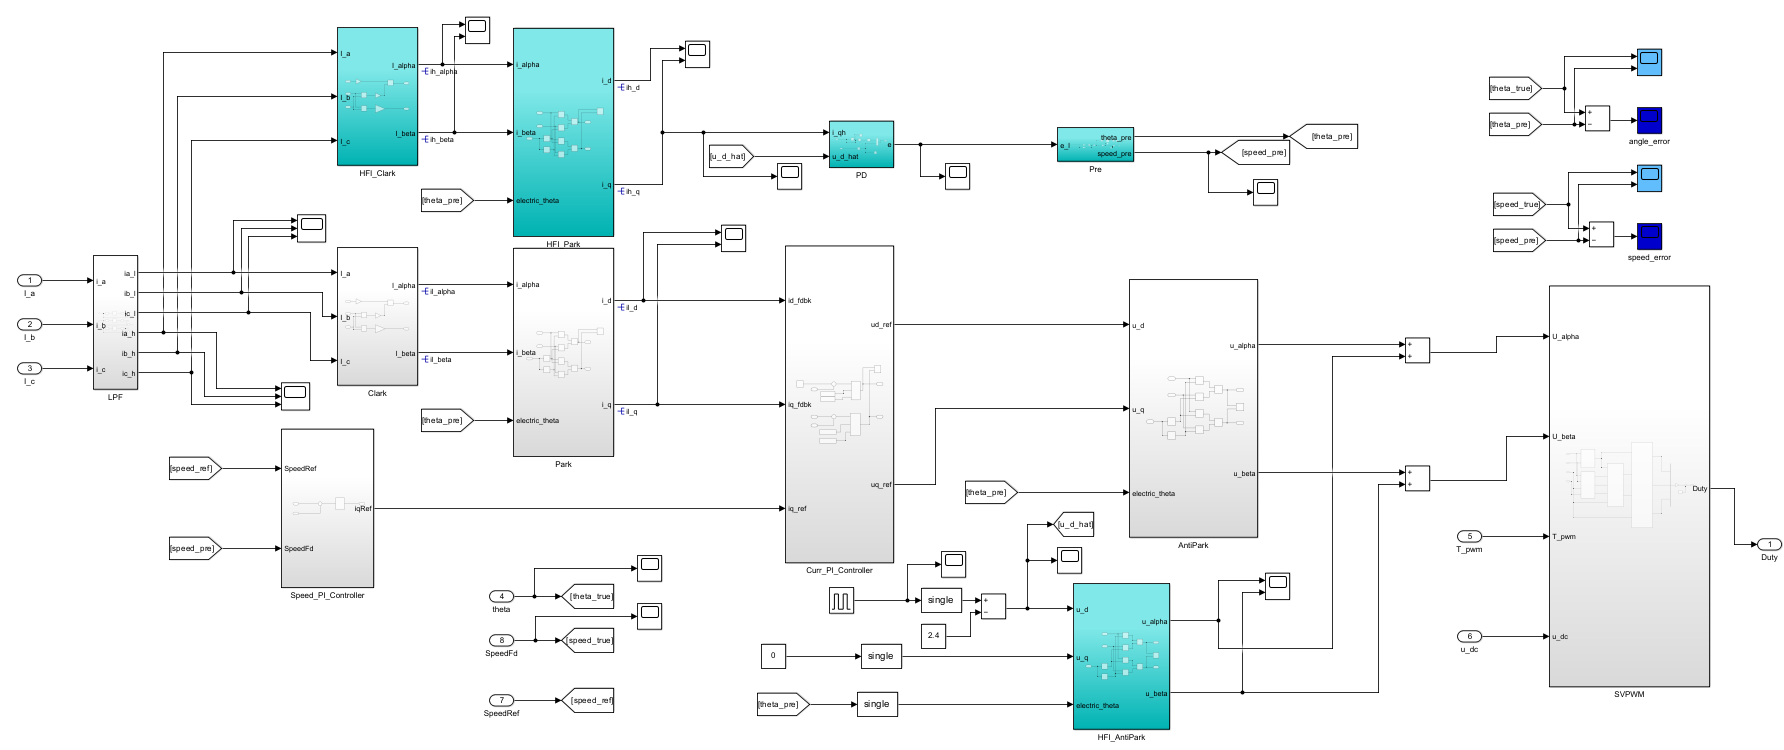 1
I_a
2
I_b
3
I_c
i_a
i_b
i_c
ia_l
ib_l
ic_l
ia_h
ib_h
ic_h
LPF
I_a
I_b
I_c
I_alpha
I_beta
HFI_Clark
ih_alpha
ih_beta
i_alpha
i_beta
electric_theta
i_d
i_q
HFI_Park
[theta_pre]
ih_d
ih_q
[u_d_hat]
i_qh
u_d_hat
e
PD
e_l
theta_pre
speed_pre
Pre
[theta_pre]
[speed_pre]
[theta_true]
[theta_pre]
+
−
angle_error
[speed_true]
[speed_pre]
+
−
speed_error
I_a
I_b
I_c
I_alpha
I_beta
Clark
il_alpha
il_beta
[theta_pre]
i_alpha
i_beta
electric_theta
i_d
i_q
Park
il_d
il_q
[speed_ref]
[speed_pre]
SpeedRef
SpeedFd
iqRef
Speed_PI_Controller
id_fdbk
iq_fdbk
iq_ref
ud_ref
uq_ref
Curr_PI_Controller
[theta_pre]
u_d
u_q
electric_theta
u_alpha
u_beta
AntiPark
+
+
+
+
U_alpha
U_beta
T_pwm
u_dc
Duty
SVPWM
5
T_pwm
6
u_dc
1
Duty
4
theta
[theta_true]
8
SpeedFd
[speed_true]
7
SpeedRef
[speed_ref]
[u_d_hat]
single
+
−
2.4
0
single
[theta_pre]
single
u_d
u_q
electric_theta
u_alpha
u_beta
HFI_AntiPark